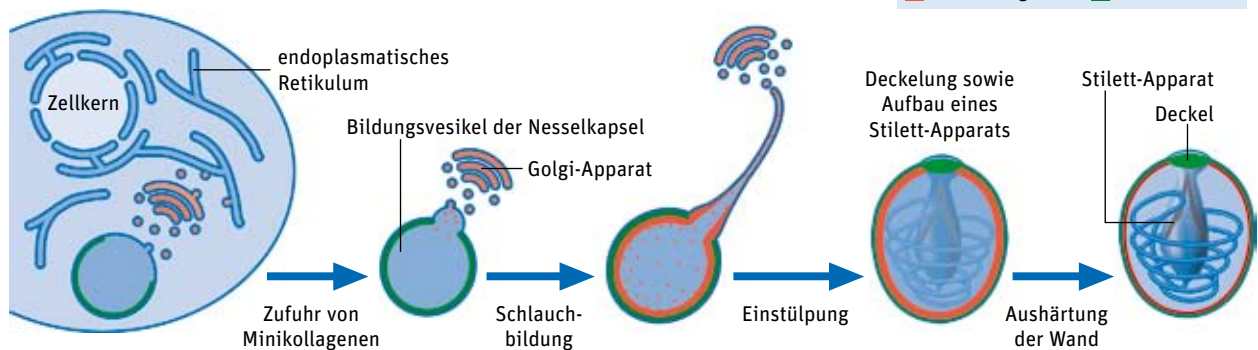 endoplasmatisches
Retikulum
Zellkern
Bildungsvesikel der Nesselkapsel
Golgi-Apparat
Deckelung sowie
Aufbau eines
Stilett-Apparats
Stilett-Apparat
Deckel
Zufuhr von
Minikollagenen
Schlauch-
bildung
Einstülpung
Aushärtung
der Wand